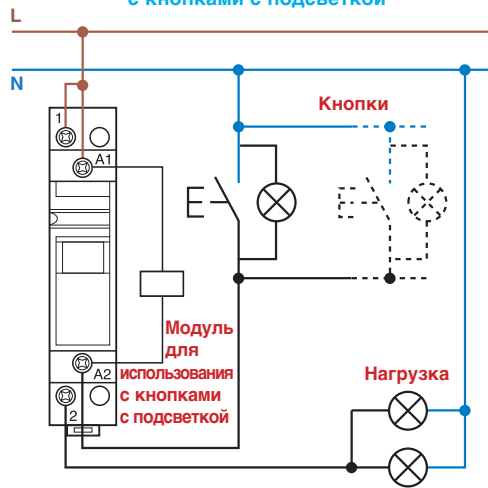 с кнопками с подсветкой
L
N
Кнопки
1
A1
Модуль
для
использования
с кнопками
с подсветкой
A2
2
Нагрузка